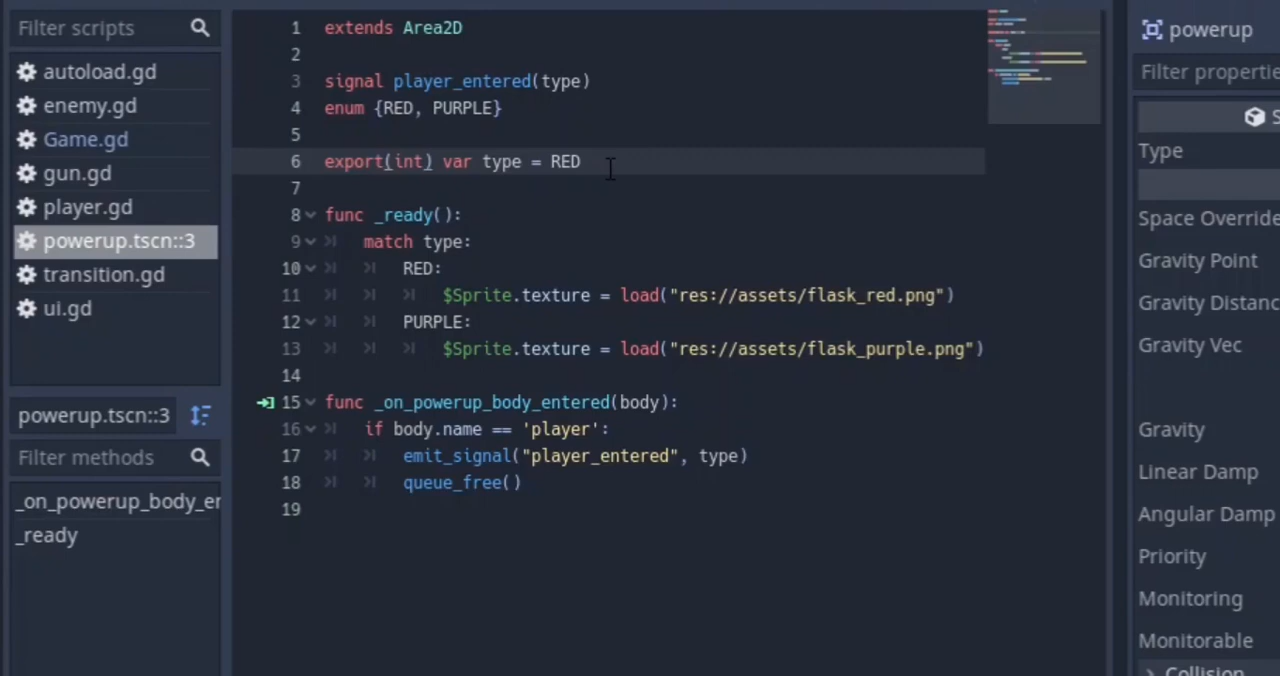 Filter scripts
autoload.gd
enemy.gd
Game.gd
gun.gd
player.gd
powerup.tscn::3
transition.gd
ui.gd
powerup.tscn::3
Filter methods
_on_powerup_body_er
_ready
1 extends Area2D
2
3 signal player_entered(type)
4 enum {RED, PURPLE}
5
6 export(int) var type = RED
7
8 func _ready():
9 match type:
10 RED:
11 $Sprite.texture = load("res://assets/flask_red.png")
12 PURPLE:
13 $Sprite.texture = load("res://assets/flask_purple.png")
14
15 func _on_powerup_body_entered(body):
16 if body.name == 'player':
17 emit_signal("player_entered", type)
18 queue_free()
19
powerup
Filter propertie
S
Type
Space Override
Gravity Point
Gravity Distanc
Gravity Vec
Gravity
Linear Damp
Angular Damp
Priority
Monitoring
Monitorable
Collision